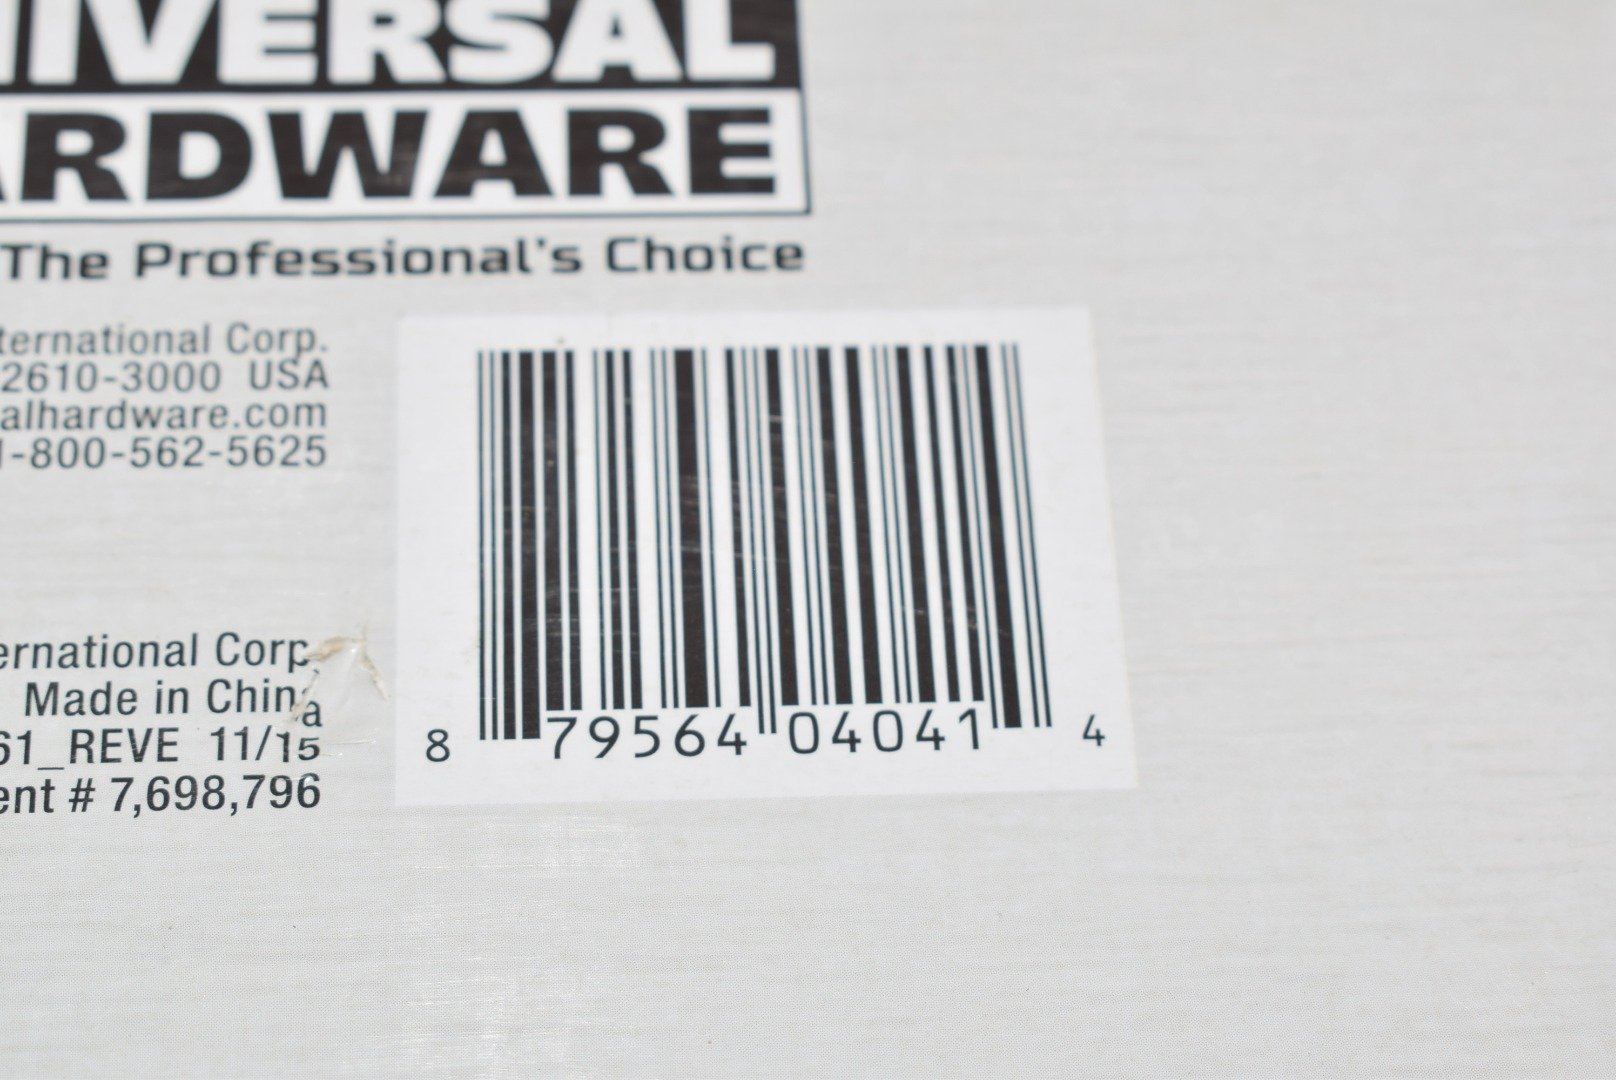 IVERSAL
ARDWARE
The Professional's Choice
ternational Corp.
2610-3000 USA
alhardware.com
1-800-562-5625
ernational Corp.
Made in China
61_REVE 11/15
ent # 7,698,796
8 79564 04041 4